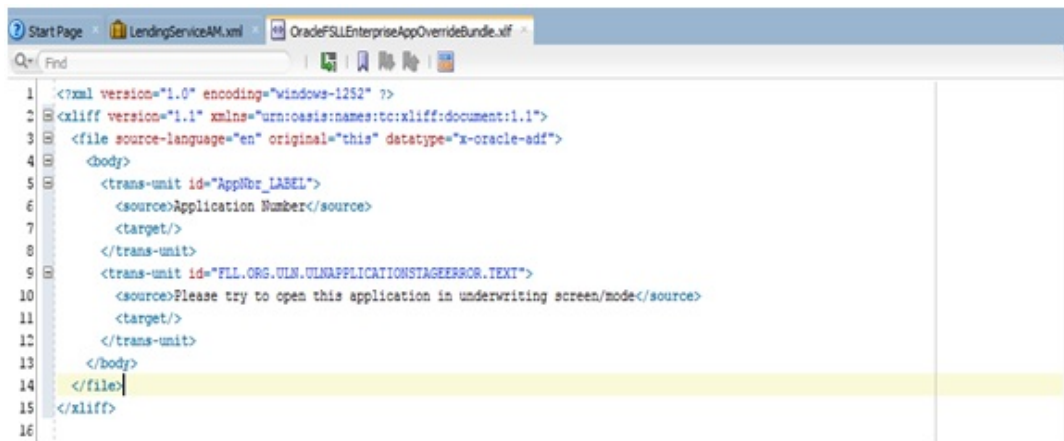 Start Page LendingServiceAM.xml OracleFSLLEnterpriseAppOverrideBundle.xlf
Find
1 <?xml version="1.0" encoding="windows-1252" ?>
2 <xliff version="1.1" xmlns="urn:oasis:names:tc:xliff:document:1.1">
3 <file source-language="en" original="this" datatype="x-oracle-adf">
4 <body>
5 <trans-unit id="AppNbr_LABEL">
6 <source>Application Number</source>
7 <target/>
8 </trans-unit>
9 <trans-unit id="FLL.ORG.ULN.ULNAPPLICATIONSTAGEERROR.TEXT">
10 <source>Please try to open this application in underwriting screen/mode</source>
11 <target/>
12 </trans-unit>
13 </body>
14 </file>
15 </xliff>
16